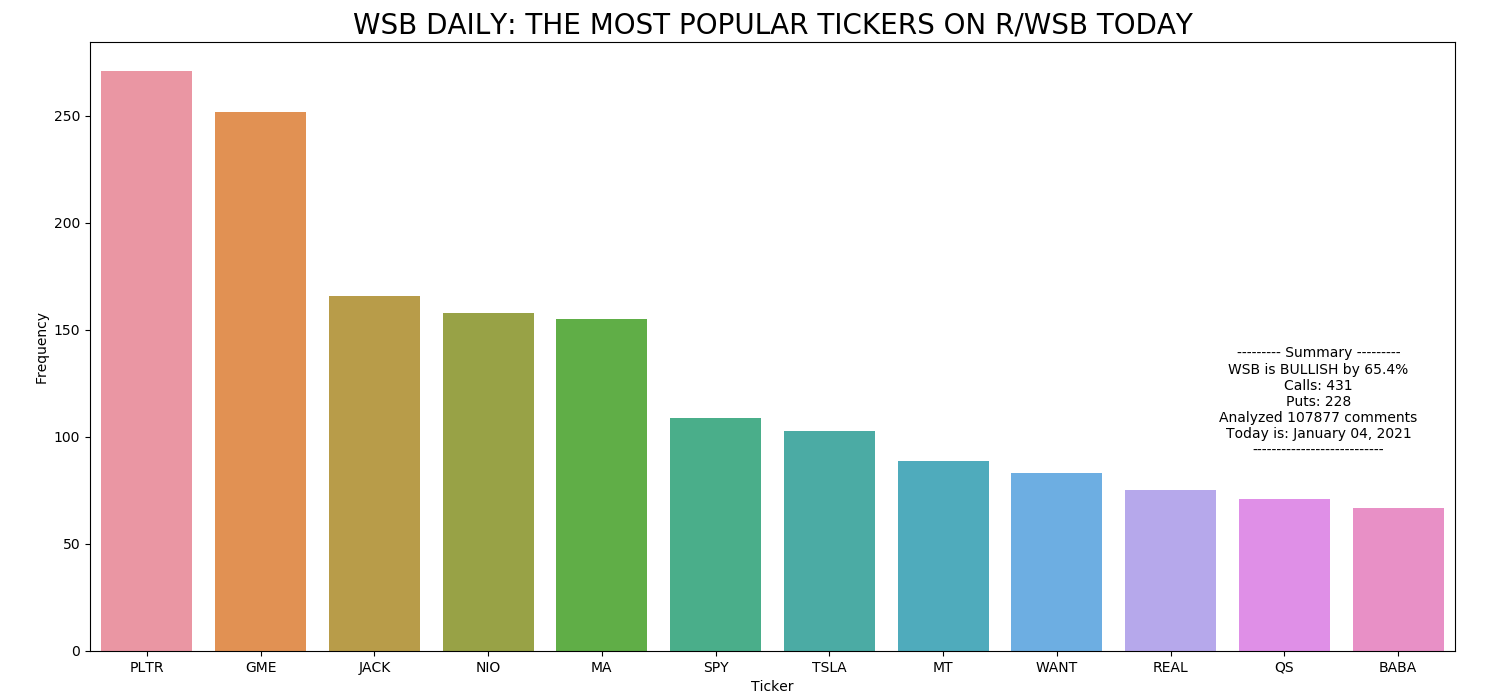 WSB DAILY: THE MOST POPULAR TICKERS ON R/WSB TODAY
250
200
150
100
50
0
Frequency
--------- Summary ---------
WSB is BULLISH by 65.4%
Calls: 431
Puts: 228
Analyzed 107877 comments
Today is: January 04, 2021
---------------------------
PLTR GME JACK NIO MA SPY TSLA MT WANT REAL QS BABA
Ticker